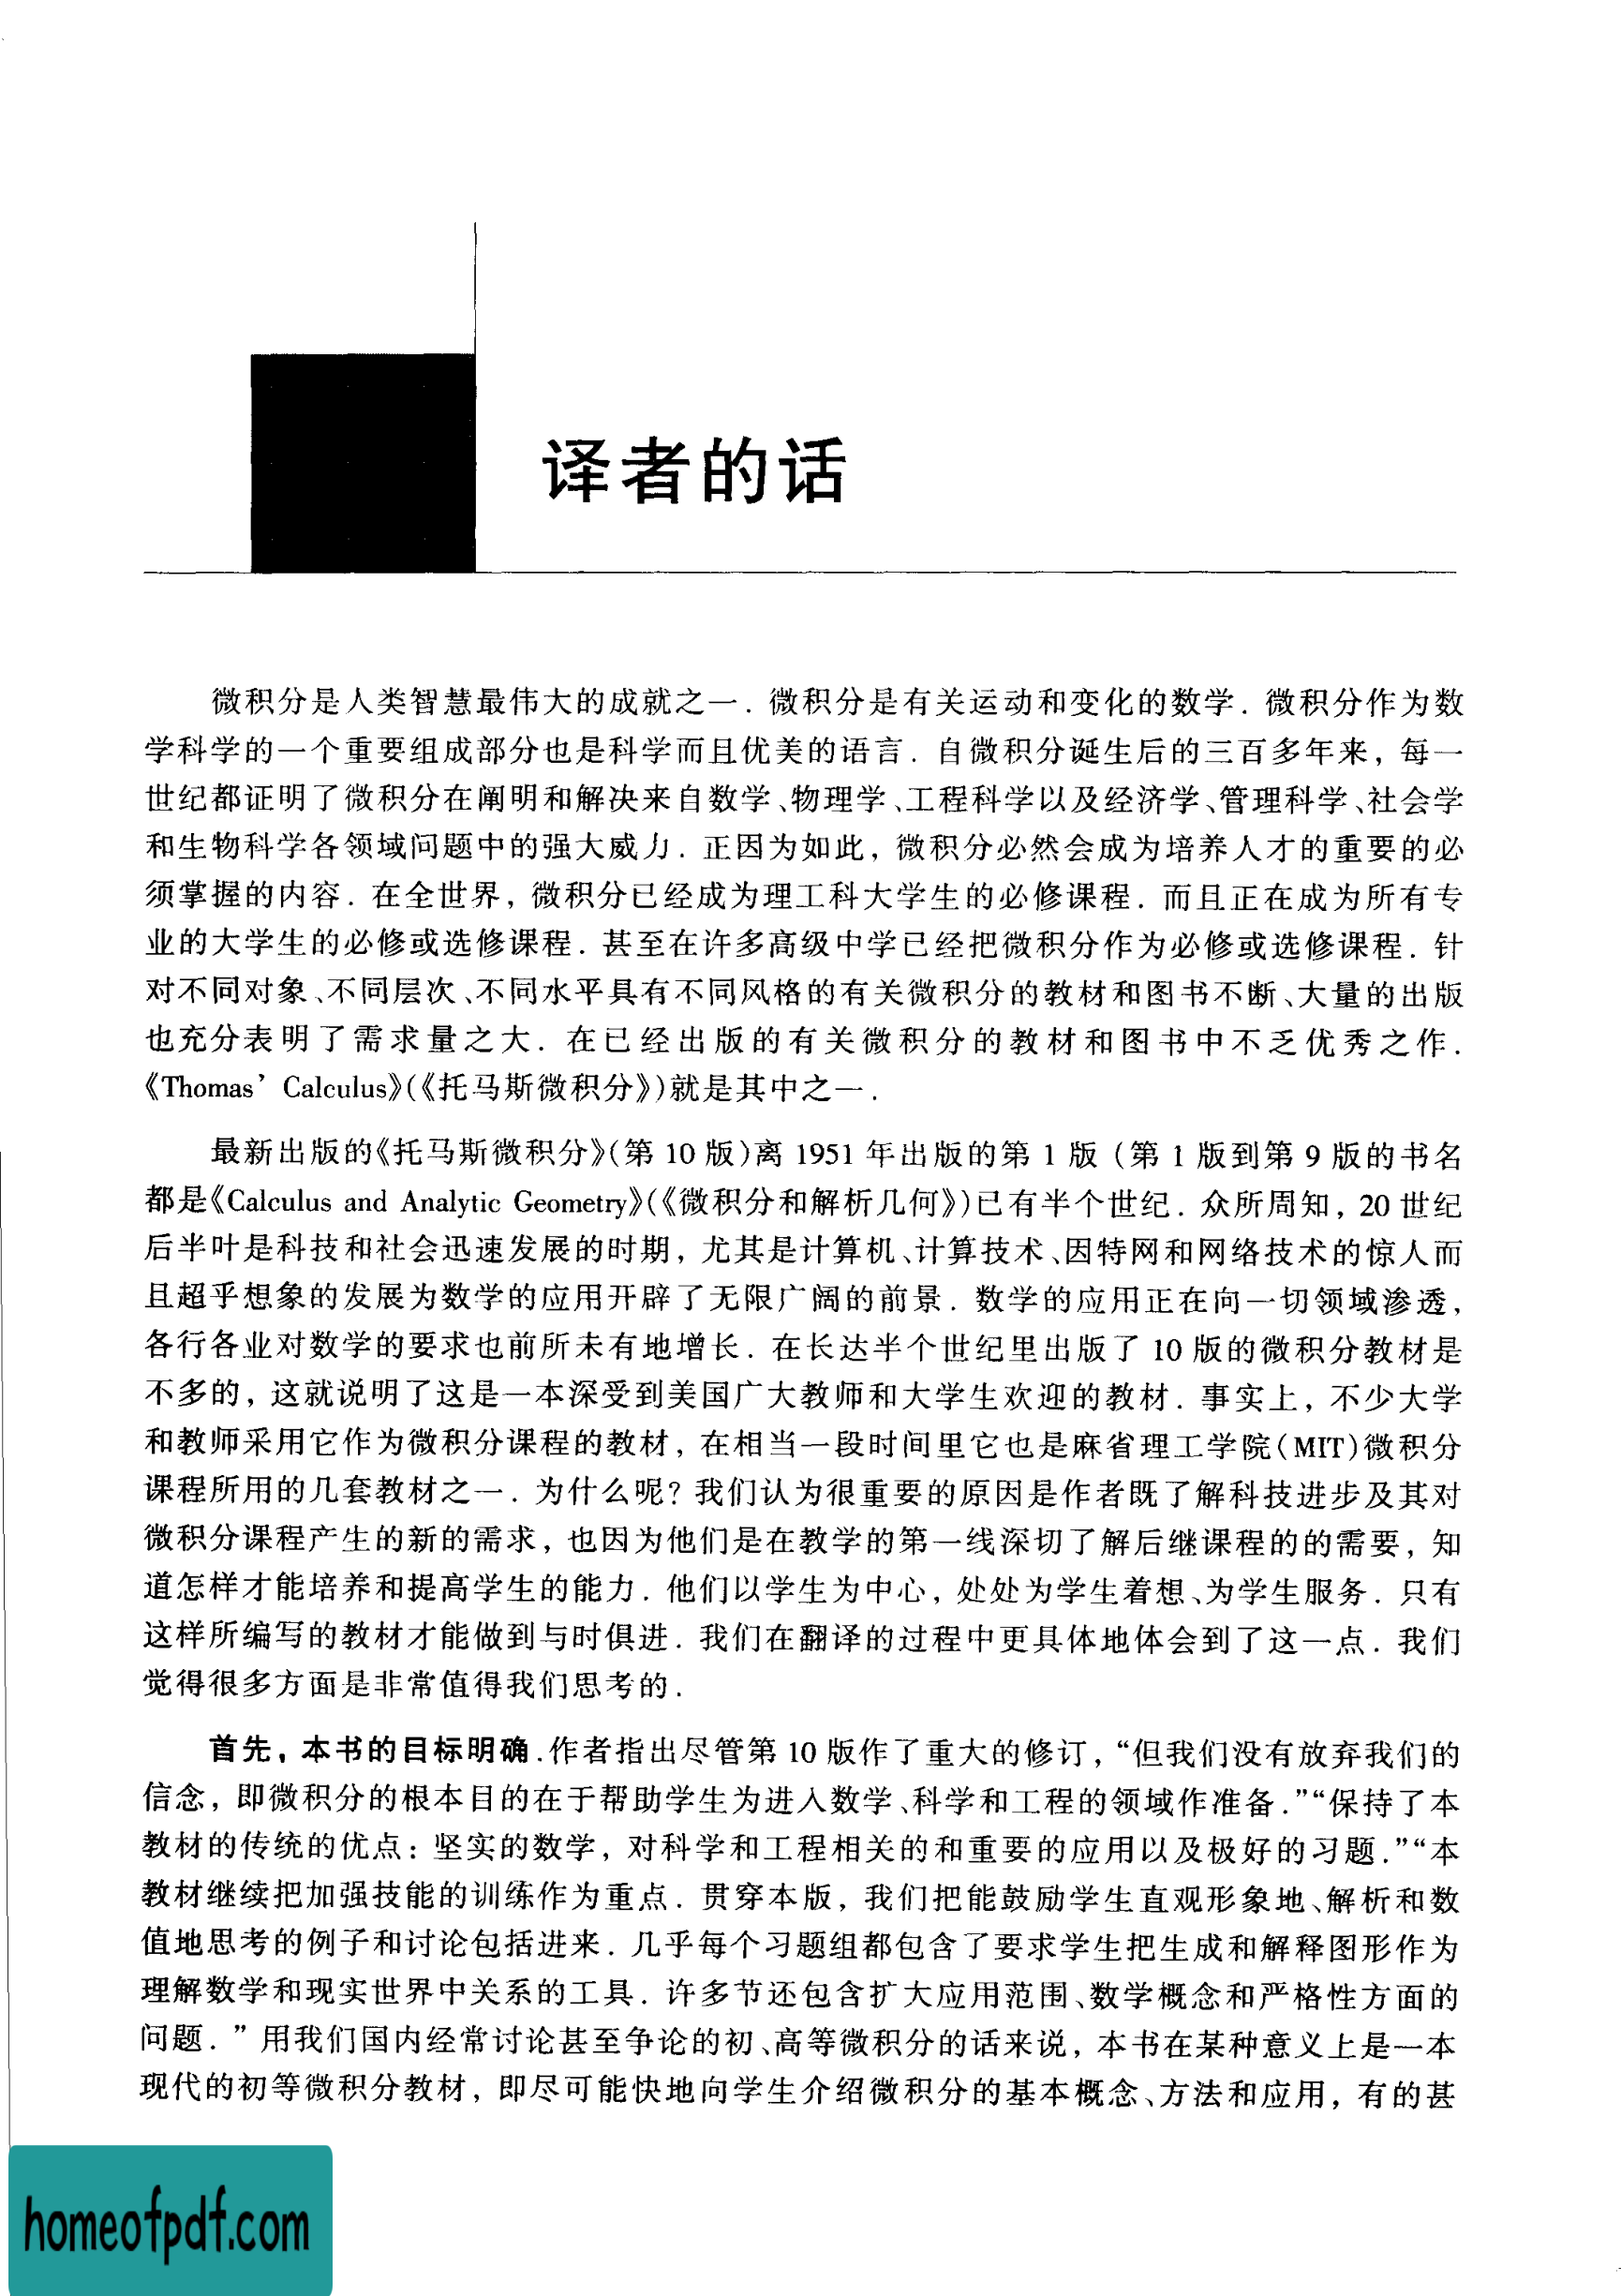 译者的话
微积分是人类智慧最伟大的成就之一. 微积分是有关运动和变化的数学. 微积分作为数
学科学的一个重要组成部分也是科学而且优美的语言. 自微积分诞生后的三百多年来, 每一
世纪都证明了微积分在阐明和解决来自数学、物理学、工程科学以及经济学、管理科学、社会学
和生物科学各领域问题中的强大威力. 正因为如此, 微积分必然会成为培养人才的重要的必
须掌握的内容. 在全世界, 微积分已经成为理工科大学生的必修课程. 而且正在成为所有专
业的大学生的必修或选修课程. 甚至在许多高级中学已经把微积分作为必修或选修课程. 针
对不同对象、不同层次、不同水平具有不同风格的有关微积分的教材和图书不断、大量的出版
也充分表明了需求量之大. 在已经出版的有关微积分的教材和图书中不乏优秀之作.
《Thomas’ Calculus》(《托马斯微积分》)就是其中之一.
最新出版的《托马斯微积分》(第 10 版)离 1951 年出版的第 1 版 (第 1 版到第 9 版的书名
都是《Calculus and Analytic Geometry》(《微积分和解析几何》)已有半个世纪. 众所周知, 20 世纪
后半叶是科技和社会迅速发展的时期, 尤其是计算机、计算技术、因特网和网络技术的惊人而
且超乎想象的发展为数学的应用开辟了无限广阔的前景. 数学的应用正在向一切领域渗透,
各行各业对数学的要求也前所未有地增长. 在长达半个世纪里出版了 10 版的微积分教材是
不多的, 这就说明了这是一本深受到美国广大教师和大学生欢迎的教材. 事实上, 不少大学
和教师采用它作为微积分课程的教材, 在相当一段时间里它也是麻省理工学院(MIT)微积分
课程所用的几套教材之一. 为什么呢? 我们认为很重要的原因是作者既了解科技进步及其对
微积分课程产生的新的需求, 也因为他们是在教学的第一线深切了解后继课程的的需要, 知
道怎样才能培养和提高学生的能力. 他们以学生为中心, 处处为学生着想、为学生服务. 只有
这样所编写的教材才能做到与时俱进. 我们在翻译的过程中更具体地体会到了这一点. 我们
觉得很多方面是非常值得我们思考的.
首先, 本书的目标明确.作者指出尽管第 10 版作了重大的修订, “但我们没有放弃我们的
信念, 即微积分的根本目的在于帮助学生为进入数学、科学和工程的领域作准备.”“保持了本
教材的传统的优点: 坚实的数学, 对科学和工程相关的和重要的应用以及极好的习题.”“本
教材继续把加强技能的训练作为重点. 贯穿本版, 我们把能鼓励学生直观形象地、解析和数
值地思考的例子和讨论包括进来. 几乎每个习题组都包含了要求学生把生成和解释图形作为
理解数学和现实世界中关系的工具. 许多节还包含扩大应用范围、数学概念和严格性方面的
问题. ” 用我们国内经常讨论甚至争论的初、高等微积分的话来说, 本书在某种意义上是一本
现代的初等微积分教材, 即尽可能快地向学生介绍微积分的基本概念、方法和应用, 有的甚
homeofpdf.com